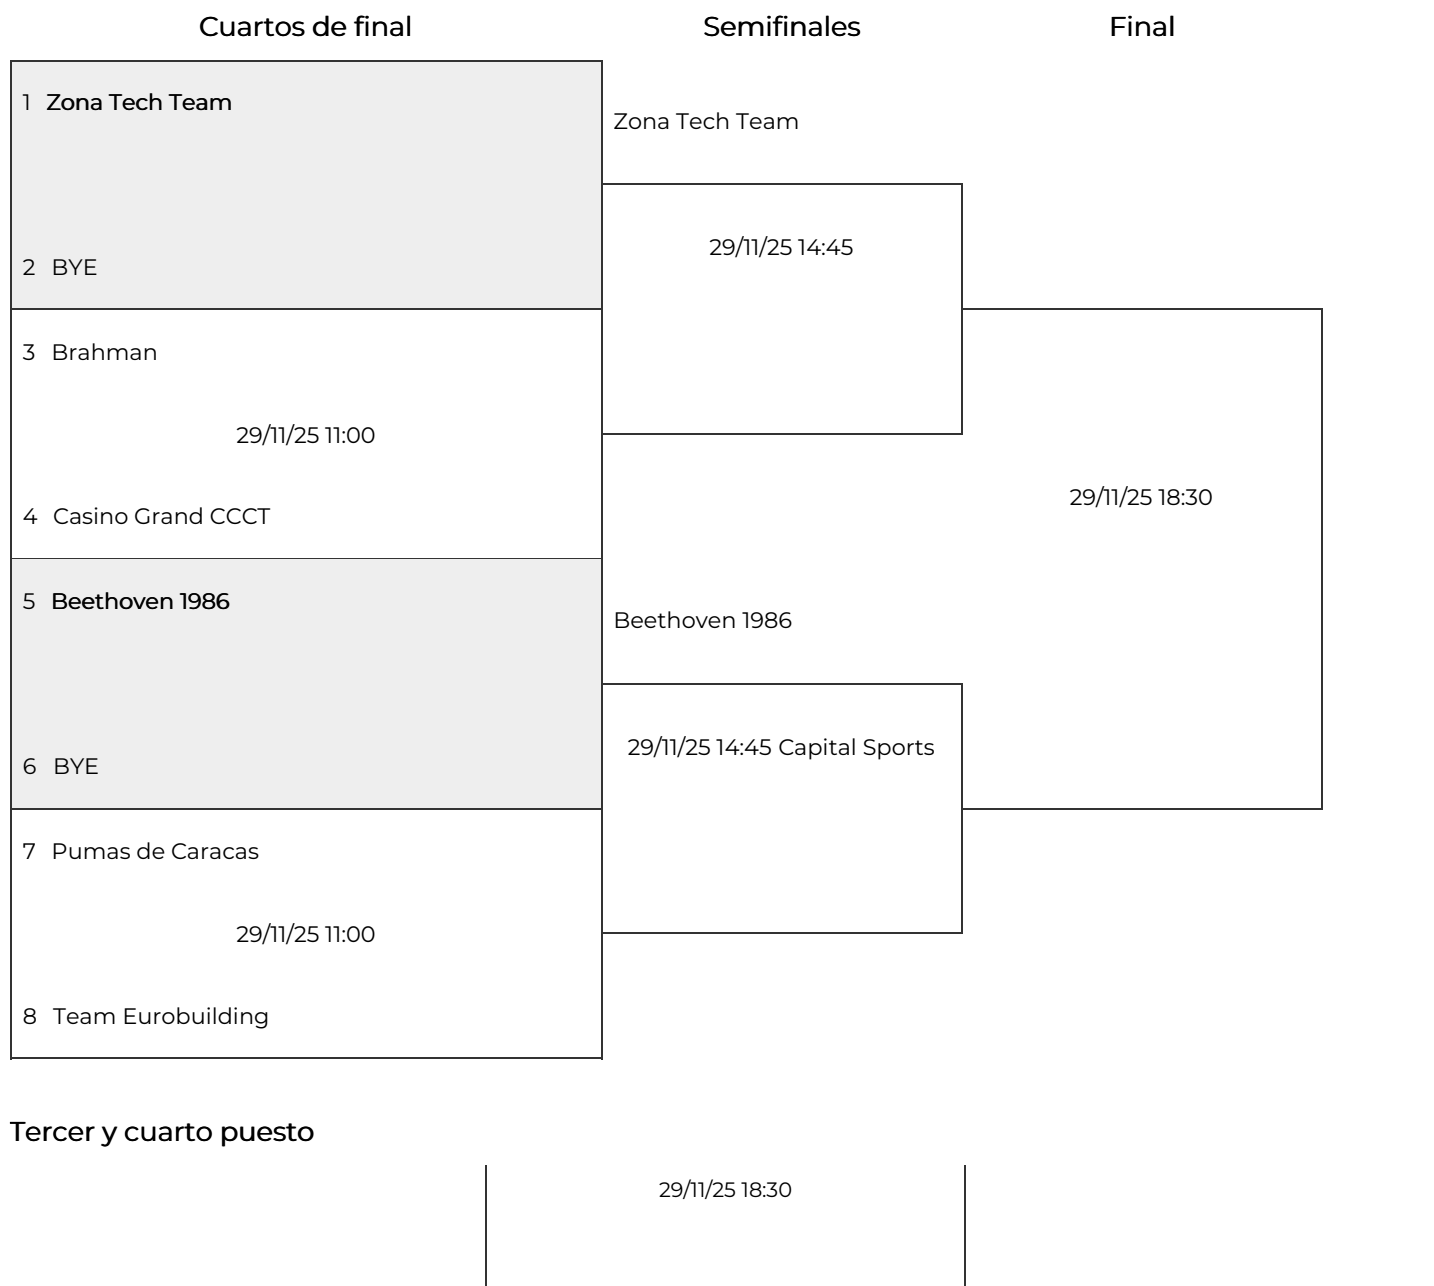 Cuartos de final
Semifinales
Final
1 Zona Tech Team
Zona Tech Team
29/11/25 14:45
2 BYE
3 Brahman
29/11/25 11:00
29/11/25 18:30
4 Casino Grand CCCT
5 Beethoven 1986
Beethoven 1986
29/11/25 14:45 Capital Sports
6 BYE
7 Pumas de Caracas
29/11/25 11:00
8 Team Eurobuilding
Tercer y cuarto puesto
29/11/25 18:30